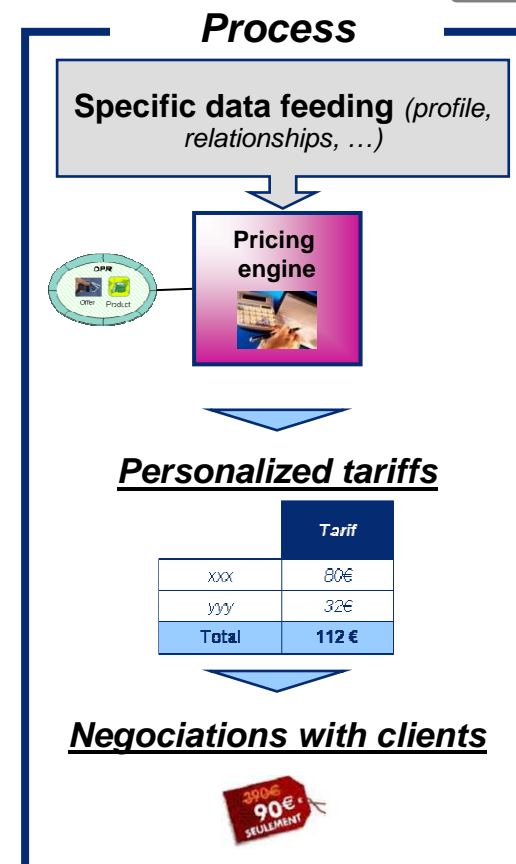 Process
Specific data feeding (profile,
relationships, …)
Pricing
engine
OPR
Offer Product
Personalized tariffs
Tarif
xxx 80€
yyy 32€
Total 112 €
Negociations with clients
390€
90€
SEULEMENT